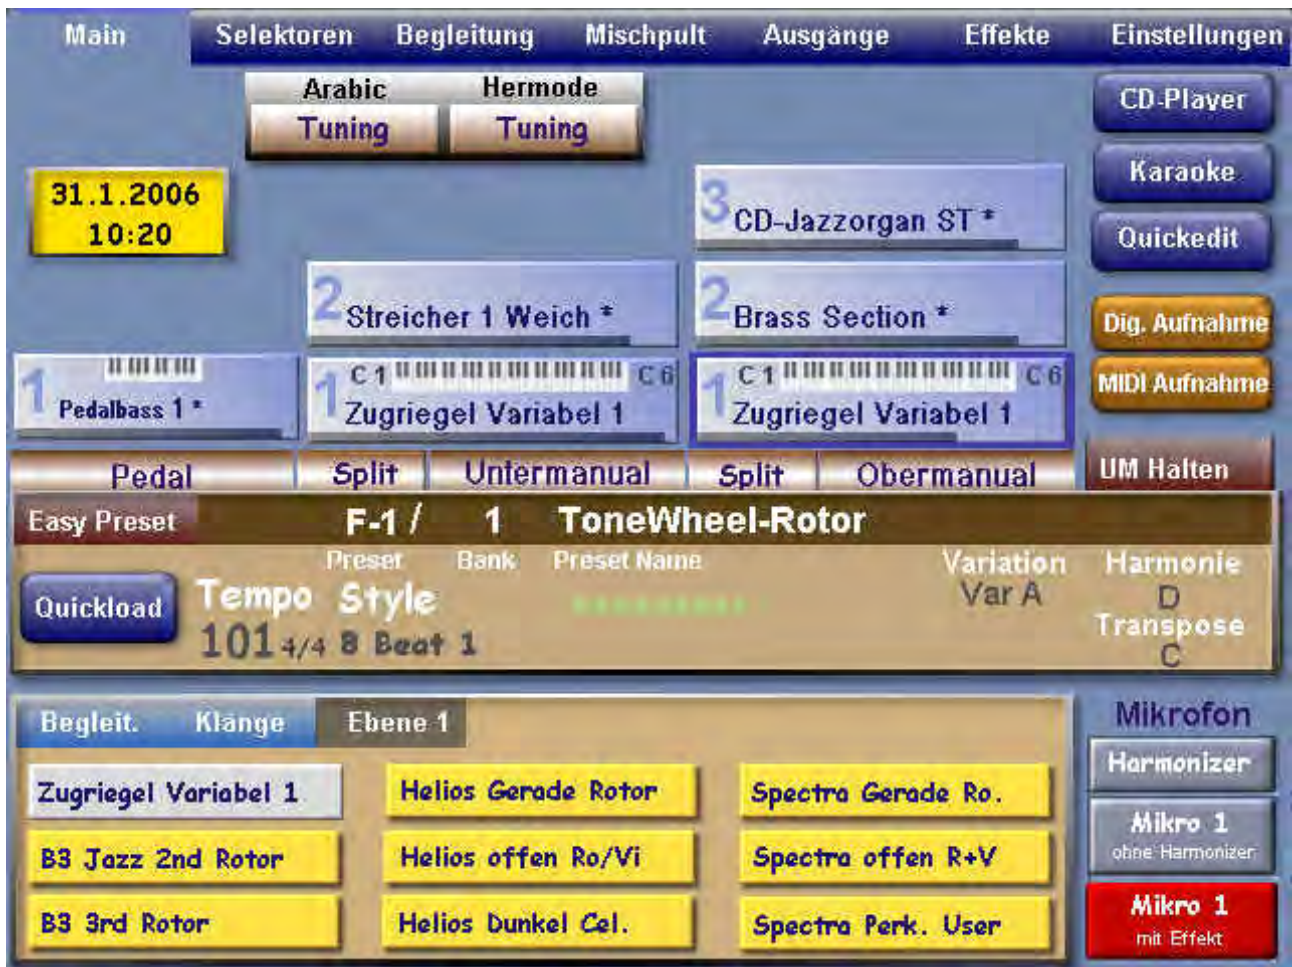 Main Selektoren Begleitung Mischpult Ausgänge Effekte Einstellungen
Arabic Tuning
Hermode Tuning
CD-Player
Karaoke
Quickedit
31.1.2006
10:20
3 CD-Jazzorgan ST *
2 Streicher 1 Weich *
2 Brass Section *
Dig. Aufnahme
MIDI Aufnahme
1 Pedalbass 1 *
1 C 1 C 6
Zugriegel Variabel 1
1 C 1 C 6
Zugriegel Variabel 1
Pedal Split Untermanual Split Obermanual
UM Halten
Easy Preset F-1 / 1 ToneWheel-Rotor
Preset Bank Preset Name
Variation Harmonie
Var A D
Quickload
Tempo Style
101 4/4 8 Beat 1
Transpose
C
Begleit. Klänge Ebene 1
Zugriegel Variabel 1 Helios Gerade Rotor Spectra Gerade Ro.
B3 Jazz 2nd Rotor Helios offen Ro/Vi Spectra offen R+V
B3 3rd Rotor Helios Dunkel Cel. Spectra Perk. User
Mikrofon
Harmonizer
Mikro 1
ohne Harmonizer
Mikro 1
mit Effekt